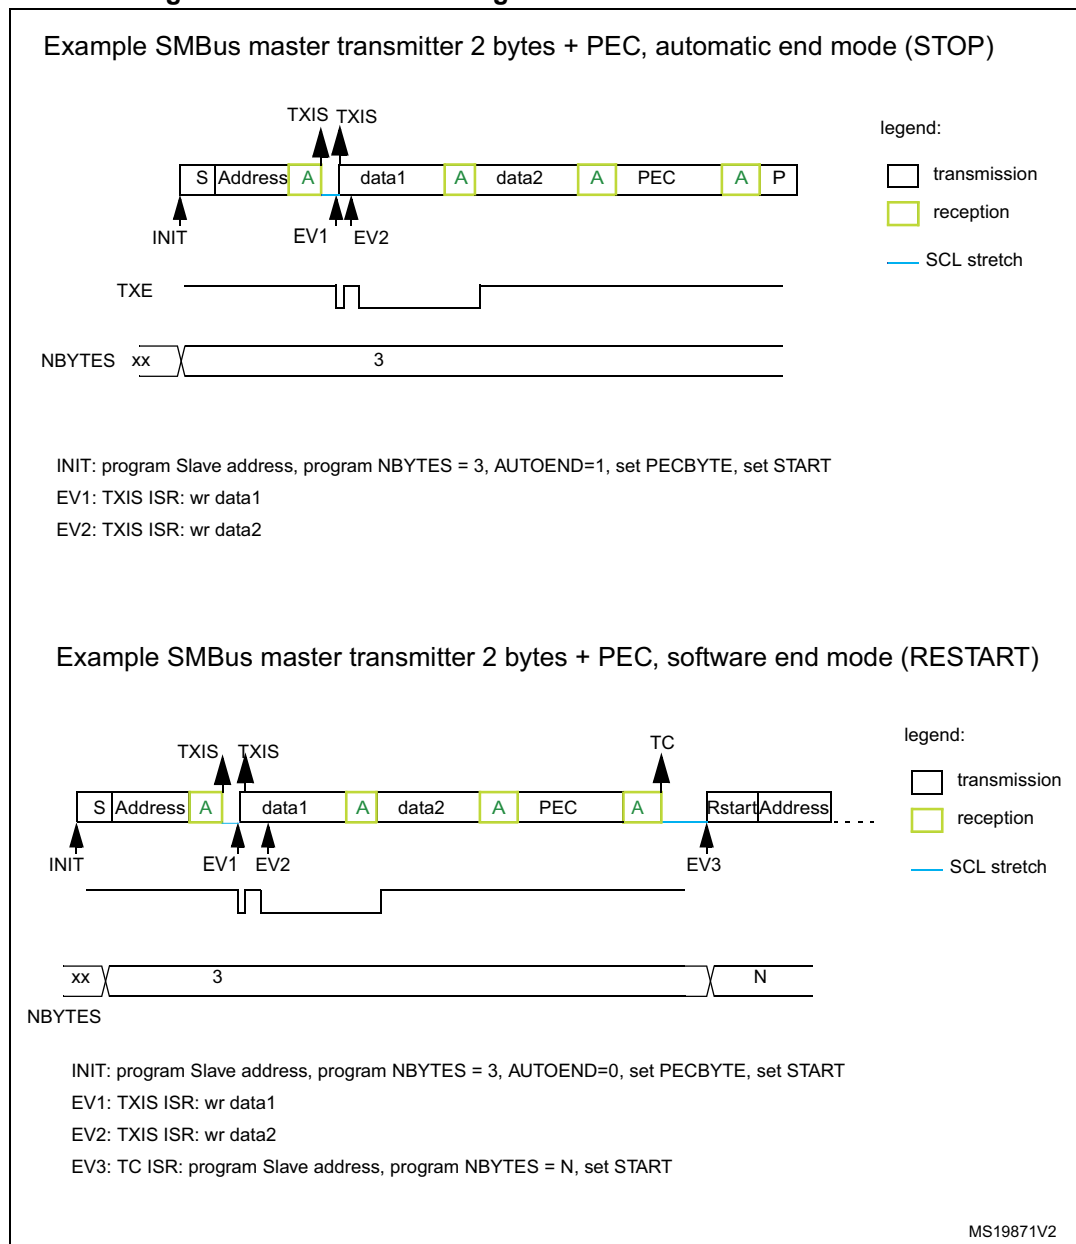 Example SMBus master transmitter 2 bytes + PEC, automatic end mode (STOP)
TXIS TXIS
legend:
S Address A data1 A data2 A PEC A P
transmission
reception
INIT EV1 EV2
SCL stretch
TXE
NBYTES xx 3
INIT: program Slave address, program NBYTES = 3, AUTOEND=1, set PECBYTE, set START
EV1: TXIS ISR: wr data1
EV2: TXIS ISR: wr data2
Example SMBus master transmitter 2 bytes + PEC, software end mode (RESTART)
TXIS TXIS TC
legend:
transmission
S Address A data1 A data2 A PEC A Rstart Address
reception
INIT EV1 EV2 EV3
SCL stretch
xx 3 N
NBYTES
INIT: program Slave address, program NBYTES = 3, AUTOEND=0, set PECBYTE, set START
EV1: TXIS ISR: wr data1
EV2: TXIS ISR: wr data2
EV3: TC ISR: program Slave address, program NBYTES = N, set START
MS19871V2